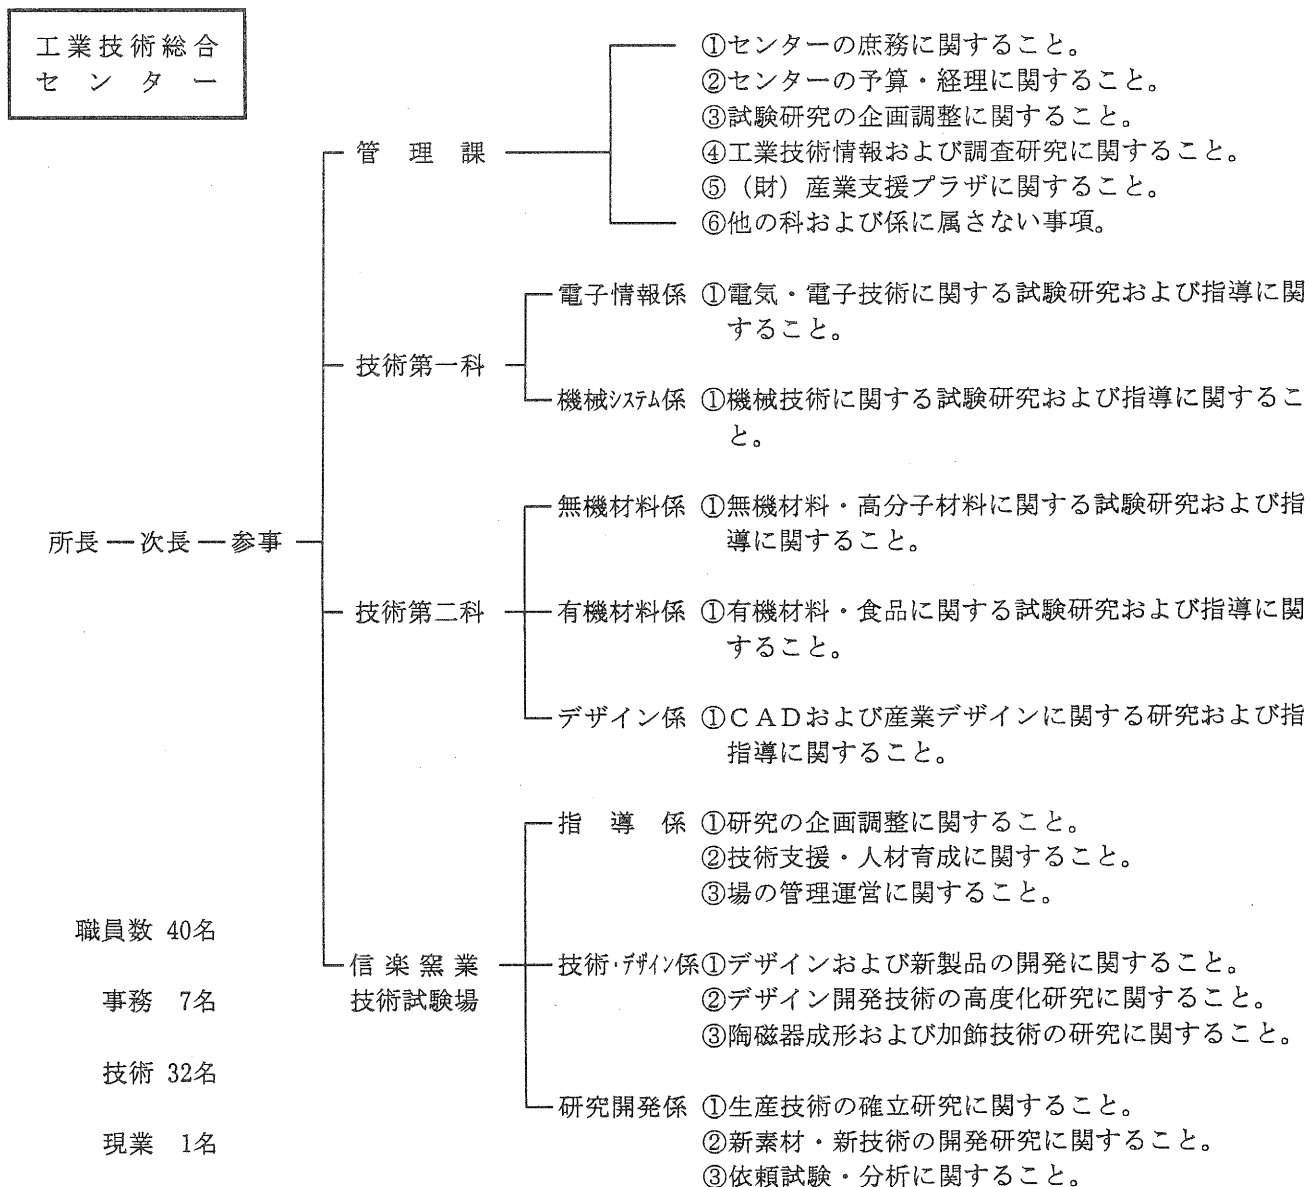 工業技術総合
センター
①センターの庶務に関すること。
②センターの予算・経理に関すること。
③試験研究の企画調整に関すること。
管理課
④工業技術情報および調査研究に関すること。
⑤(財)産業支援プラザに関すること。
⑥他の科および係に属さない事項。
電子情報係 ①電気・電子技術に関する試験研究および指導に関
すること。
技術第一科
機械システム係 ①機械技術に関する試験研究および指導に関するこ
と。
無機材料係 ①無機材料・高分子材料に関する試験研究および指
導に関すること。
所長 ― 次長 ― 参事
技術第二科
有機材料係 ①有機材料・食品に関する試験研究および指導に関
すること。
デザイン係 ①CADおよび産業デザインに関する研究および指
指導に関すること。
指導係 ①研究の企画調整に関すること。
②技術支援・人材育成に関すること。
③場の管理運営に関すること。
信楽窯業
技術試験場
技術・デザイン係 ①デザインおよび新製品の開発に関すること。
②デザイン開発技術の高度化研究に関すること。
③陶磁器成形および加飾技術の研究に関すること。
研究開発係 ①生産技術の確立研究に関すること。
②新素材・新技術の開発研究に関すること。
③依頼試験・分析に関すること。
職員数 40名
事務 7名
技術 32名
現業 1名